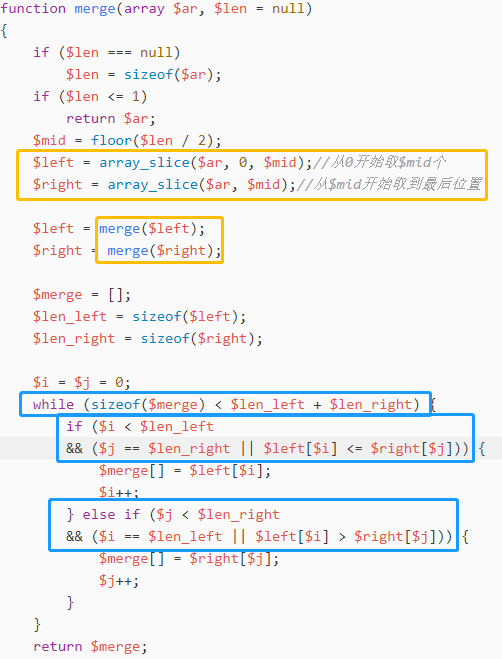 function merge(array $ar, $len = null)
{
    if ($len === null)
        $len = sizeof($ar);
    if ($len <= 1)
        return $ar;
    $mid = floor($len / 2);
    $left = array_slice($ar, 0, $mid);//从0开始取$mid个
    $right = array_slice($ar, $mid);//从$mid开始取到最后位置

    $left = merge($left);
    $right = merge($right);

    $merge = [];
    $len_left = sizeof($left);
    $len_right = sizeof($right);

    $i = $j = 0;
    while (sizeof($merge) < $len_left + $len_right) {
        if ($i < $len_left
        && ($j == $len_right || $left[$i] <= $right[$j])) {
            $merge[] = $left[$i];
            $i++;
        } else if ($j < $len_right
        && ($i == $len_left || $left[$i] > $right[$j])) {
            $merge[] = $right[$j];
            $j++;
        }
    }
    return $merge;